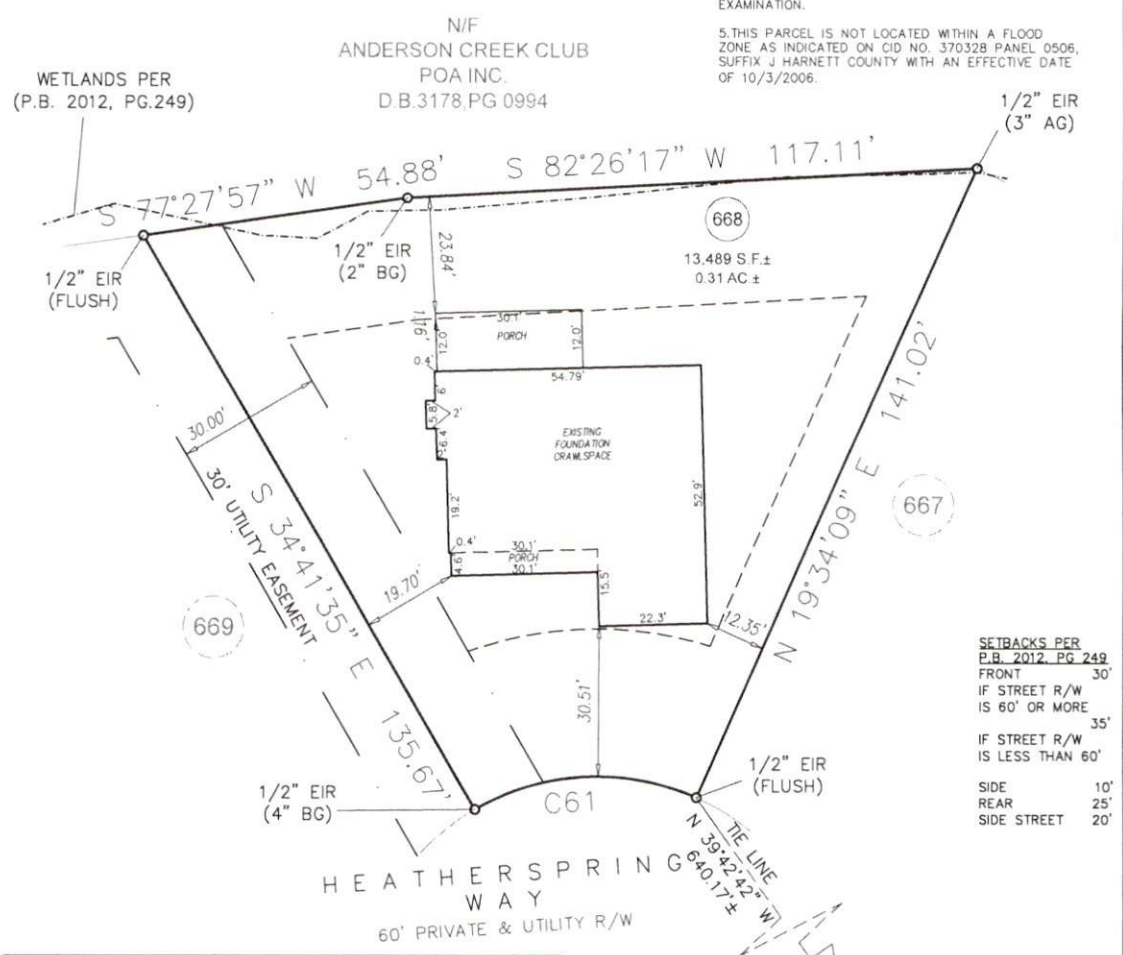 EXAMINATION.
5.THIS PARCEL IS NOT LOCATED WITHIN A FLOOD
ZONE AS INDICATED ON CID NO. 370328 PANEL 0506,
SUFFIX J HARNETT COUNTY WITH AN EFFECTIVE DATE
OF 10/3/2006.
N/F
ANDERSON CREEK CLUB
POA INC.
D.B.3178,PG 0994
WETLANDS PER
(P.B. 2012, PG.249)
1/2" EIR
(3" AG)
S 77°27'57" W 54.88'
S 82°26'17" W 117.11'
1/2" EIR
(FLUSH)
1/2" EIR
(2" BG)
23.84'
668
13,489 S.F.±
0.31 AC.±
30.1'
PORCH
12.0'
12.0'
0.4'
54.79'
6'
5.8'
2'
6.4'
EXISTING
FOUNDATION
CRAWLSPACE
52.9'
19.2'
0.4'
30.1'
PORCH
30.1'
4.6'
15.5'
22.3'
12.35'
30.00'
30' UTILITY EASEMENT
S 34°41'35" E 135.67'
19.70'
N 19°34'09" E 141.02'
667
669
30.51'
SETBACKS PER
P.B. 2012, PG 249
FRONT 30'
IF STREET R/W
IS 60' OR MORE
35'
IF STREET R/W
IS LESS THAN 60'
SIDE 10'
REAR 25'
SIDE STREET 20'
1/2" EIR
(4" BG)
C61
1/2" EIR
(FLUSH)
TIE LINE
N 39°42'42" W
640.17'±
HEATHERSPRING
WAY
60' PRIVATE & UTILITY R/W